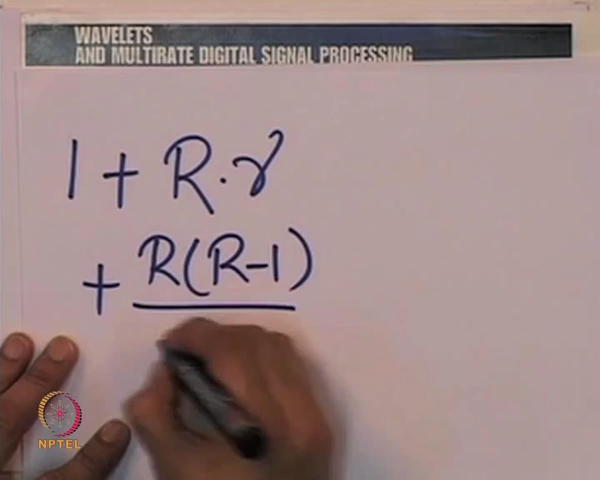 WAVELETS
AND MULTIRATE DIGITAL SIGNAL PROCESSING
1 + R·γ
+ R(R-1)
NPTEL